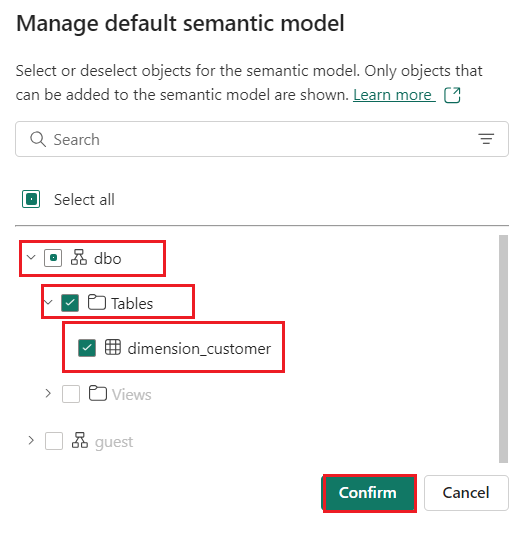 Manage default semantic model
Select or deselect objects for the semantic model. Only objects that
can be added to the semantic model are shown. Learn more
Search
Select all
dbo
Tables
dimension_customer
Views
guest
Confirm
Cancel